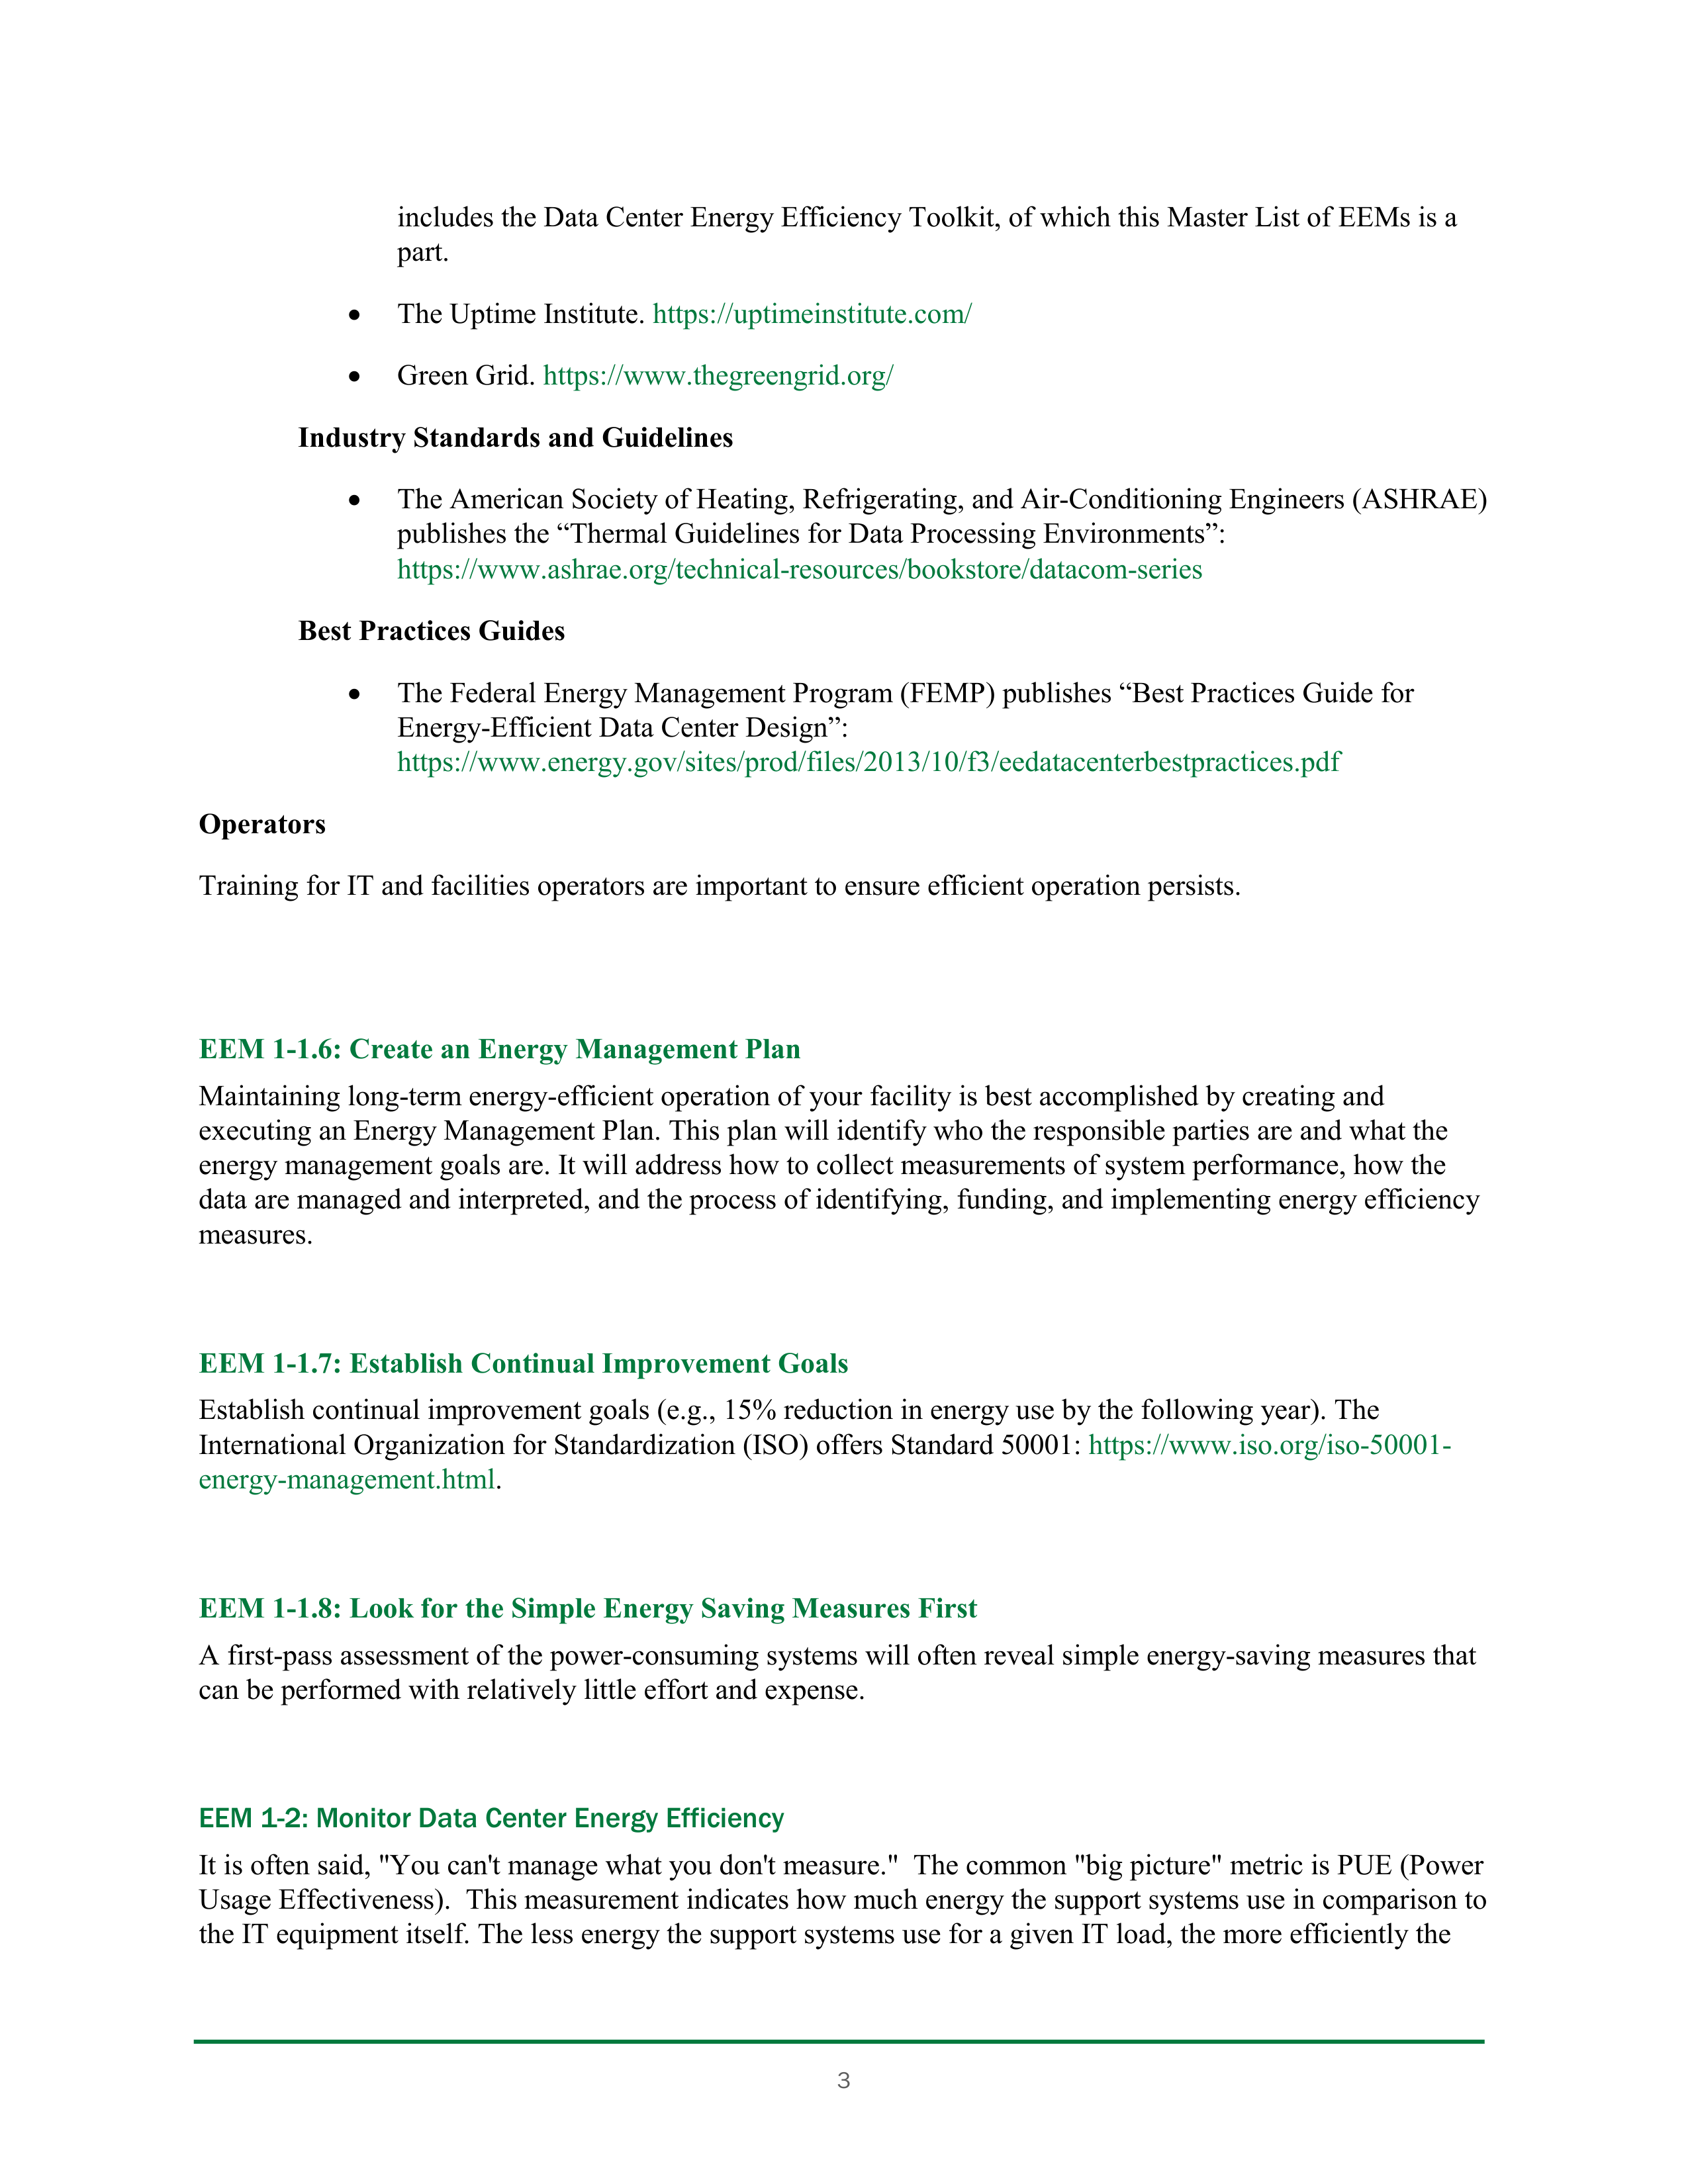 includes the Data Center Energy Efficiency Toolkit, of which this Master List of EEMs is a
part.
• The Uptime Institute. https://uptimeinstitute.com/
• Green Grid. https://www.thegreengrid.org/
Industry Standards and Guidelines
• The American Society of Heating, Refrigerating, and Air-Conditioning Engineers (ASHRAE)
publishes the “Thermal Guidelines for Data Processing Environments”:
https://www.ashrae.org/technical-resources/bookstore/datacom-series
Best Practices Guides
• The Federal Energy Management Program (FEMP) publishes “Best Practices Guide for
Energy-Efficient Data Center Design”:
https://www.energy.gov/sites/prod/files/2013/10/f3/eedatacenterbestpractices.pdf
Operators
Training for IT and facilities operators are important to ensure efficient operation persists.
EEM 1-1.6: Create an Energy Management Plan
Maintaining long-term energy-efficient operation of your facility is best accomplished by creating and
executing an Energy Management Plan. This plan will identify who the responsible parties are and what the
energy management goals are. It will address how to collect measurements of system performance, how the
data are managed and interpreted, and the process of identifying, funding, and implementing energy efficiency
measures.
EEM 1-1.7: Establish Continual Improvement Goals
Establish continual improvement goals (e.g., 15% reduction in energy use by the following year). The
International Organization for Standardization (ISO) offers Standard 50001: https://www.iso.org/iso-50001-
energy-management.html.
EEM 1-1.8: Look for the Simple Energy Saving Measures First
A first-pass assessment of the power-consuming systems will often reveal simple energy-saving measures that
can be performed with relatively little effort and expense.
EEM 1-2: Monitor Data Center Energy Efficiency
It is often said, "You can't manage what you don't measure."  The common "big picture" metric is PUE (Power
Usage Effectiveness).  This measurement indicates how much energy the support systems use in comparison to
the IT equipment itself. The less energy the support systems use for a given IT load, the more efficiently the
3